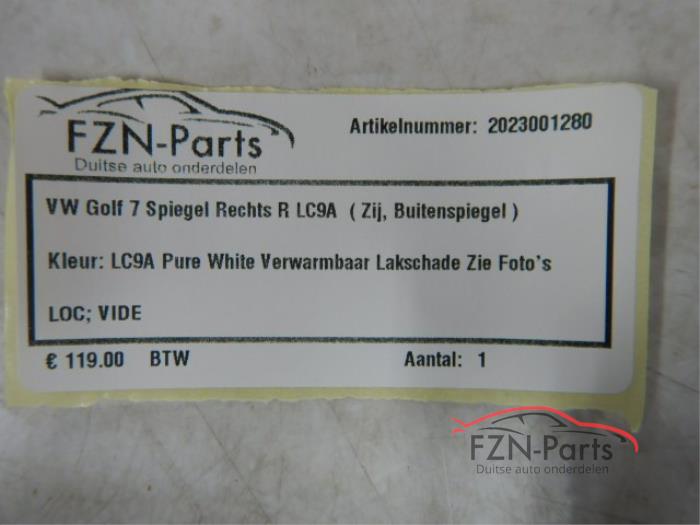 FZN-Parts
Duitse auto onderdelen
Artikelnummer: 2023001280
VW Golf 7 Spiegel Rechts R LC9A ( Zij, Buitenspiegel )
Kleur: LC9A Pure White Verwarmbaar Lakschade Zie Foto's
LOC; VIDE
€ 119.00 BTW
Aantal: 1
FZN-Parts
Duitse auto onderdelen